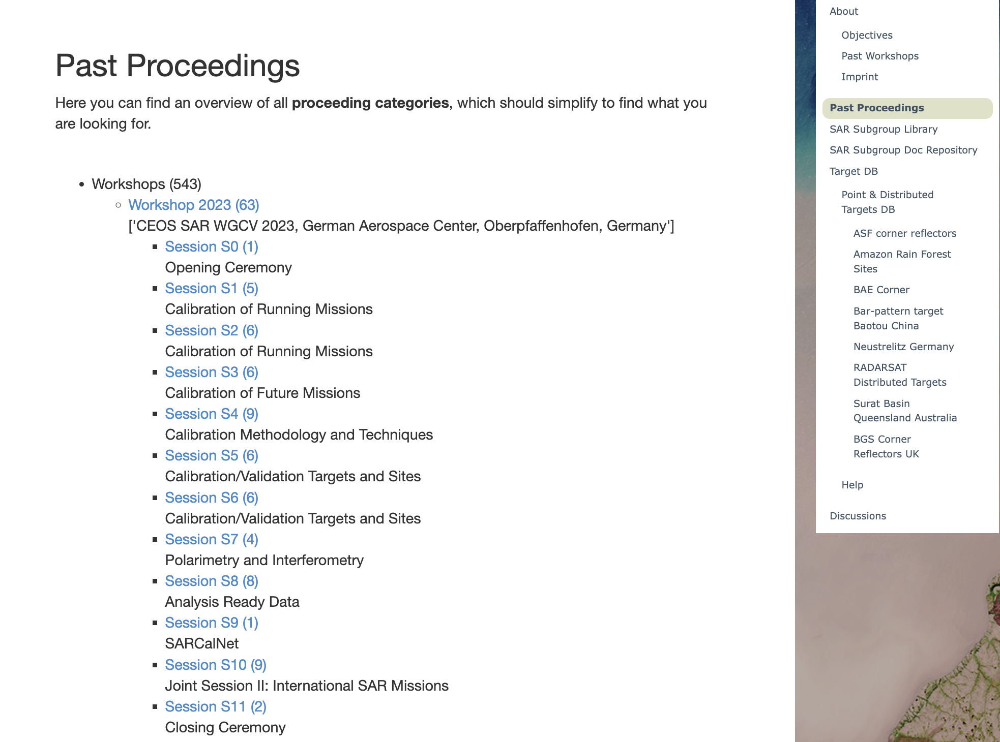 Past Proceedings
Here you can find an overview of all proceeding categories, which should simplify to find what you
are looking for.
Workshops (543)
Workshop 2023 (63)
['CEOS SAR WGCV 2023, German Aerospace Center, Oberpfaffenhofen, Germany']
Session S0 (1)
Opening Ceremony
Session S1 (5)
Calibration of Running Missions
Session S2 (6)
Calibration of Running Missions
Session S3 (6)
Calibration of Future Missions
Session S4 (9)
Calibration Methodology and Techniques
Session S5 (6)
Calibration/Validation Targets and Sites
Session S6 (6)
Calibration/Validation Targets and Sites
Session S7 (4)
Polarimetry and Interferometry
Session S8 (8)
Analysis Ready Data
Session S9 (1)
SARCalNet
Session S10 (9)
Joint Session II: International SAR Missions
Session S11 (2)
Closing Ceremony
About
Objectives
Past Workshops
Imprint
Past Proceedings
SAR Subgroup Library
SAR Subgroup Doc Repository
Target DB
Point & Distributed
Targets DB
ASF corner reflectors
Amazon Rain Forest
Sites
BAE Corner
Bar-pattern target
Baotou China
Neustrelitz Germany
RADARSAT
Distributed Targets
Surat Basin
Queensland Australia
BGS Corner
Reflectors UK
Help
Discussions